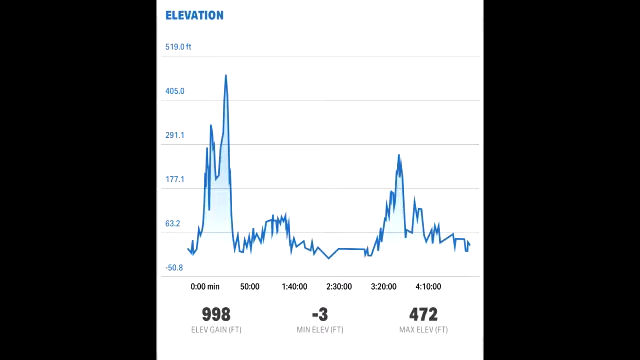 ELEVATION
519.0 ft
405.0
291.1
177.1
63.2
-50.8
0:00 min 50:00 1:40:00 2:30:00 3:20:00 4:10:00
998 -3 472
ELEV GAIN (FT) MIN ELEV (FT) MAX ELEV (FT)